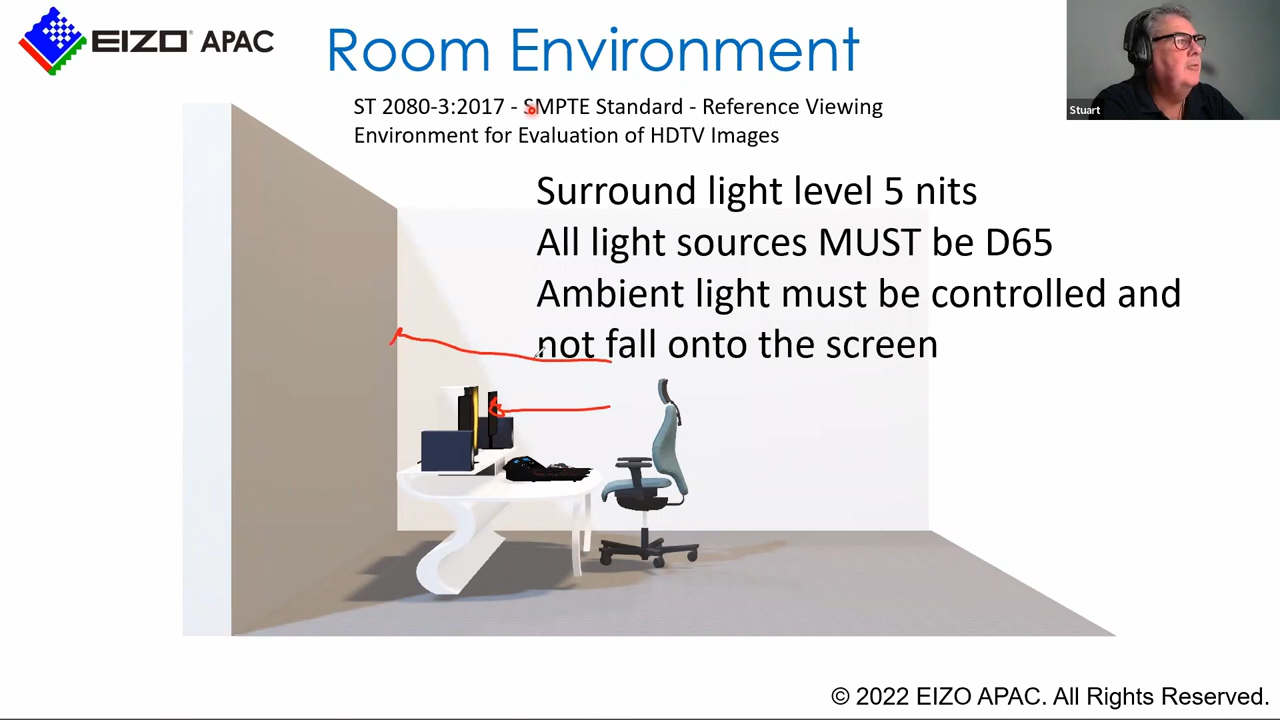 EIZO APAC
Room Environment
Stuart
ST 2080-3:2017 - SMPTE Standard - Reference Viewing
Environment for Evaluation of HDTV Images
Surround light level 5 nits
All light sources MUST be D65
Ambient light must be controlled and
not fall onto the screen
© 2022 EIZO APAC. All Rights Reserved.